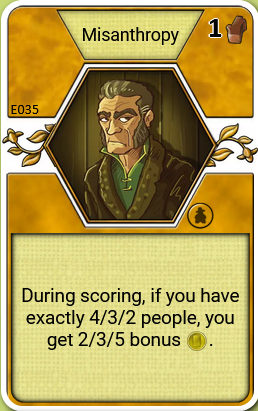 Misanthropy
1
E035
During scoring, if you have
exactly 4/3/2 people, you
get 2/3/5 bonus .